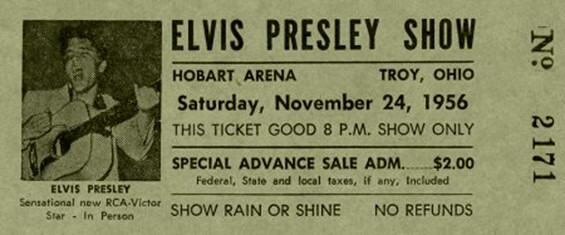 ELVIS PRESLEY SHOW
HOBART ARENA TROY, OHIO
Saturday, November 24, 1956
THIS TICKET GOOD 8 P.M. SHOW ONLY
SPECIAL ADVANCE SALE ADM......$2.00
Federal, State and local taxes, if any, Included
SHOW RAIN OR SHINE NO REFUNDS
ELVIS PRESLEY
Sensational new RCA-Victor
Star - In Person
Nº. 2171